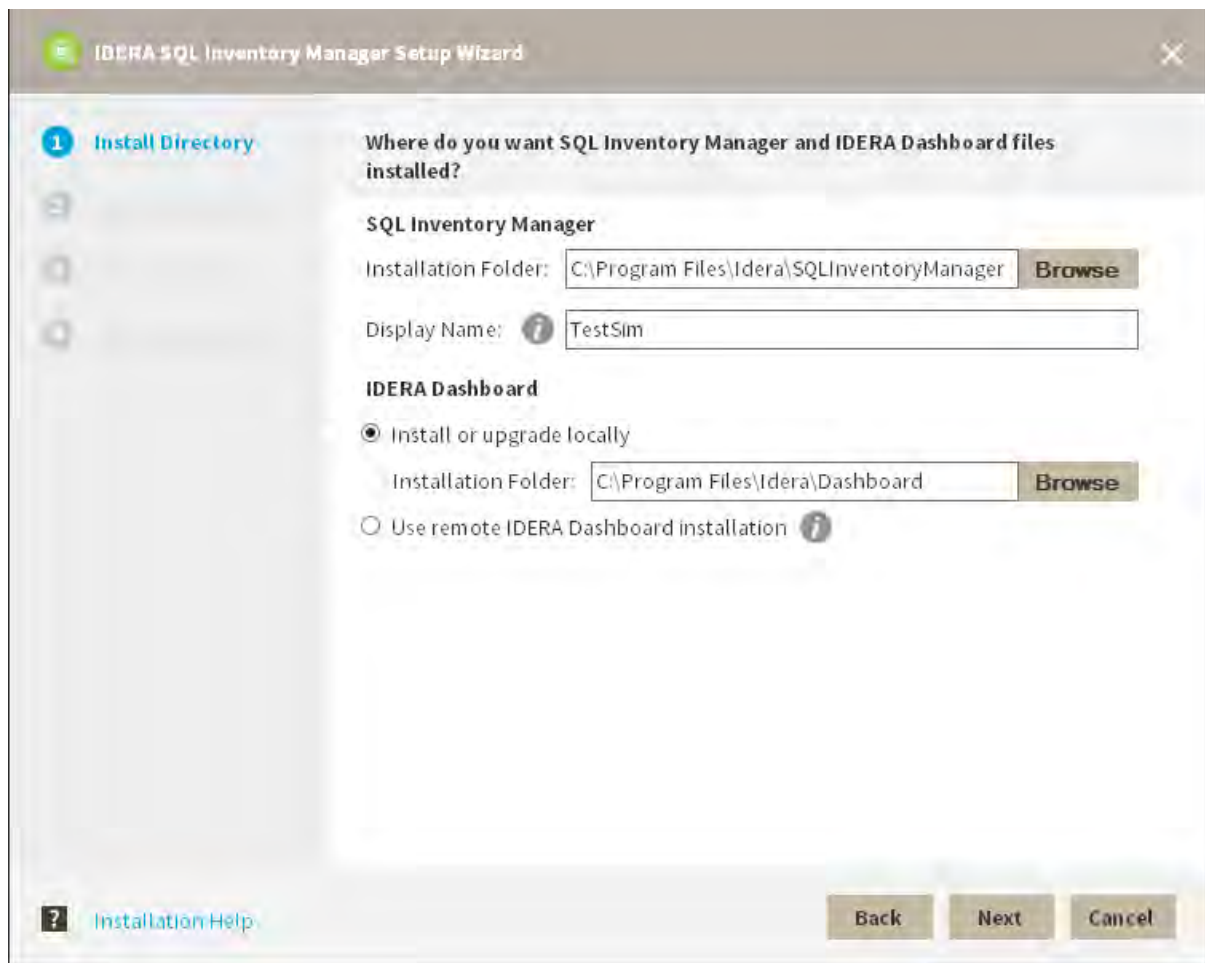 IDERA SQL Inventory Manager Setup Wizard
1 Install Directory
Where do you want SQL Inventory Manager and IDERA Dashboard files
installed?
SQL Inventory Manager
Installation Folder: C:\Program Files\Idera\SQLInventoryManager Browse
Display Name: i TestSim
IDERA Dashboard
Install or upgrade locally
Installation Folder: C:\Program Files\Idera\Dashboard Browse
Use remote IDERA Dashboard installation i
? Installation Help
Back Next Cancel